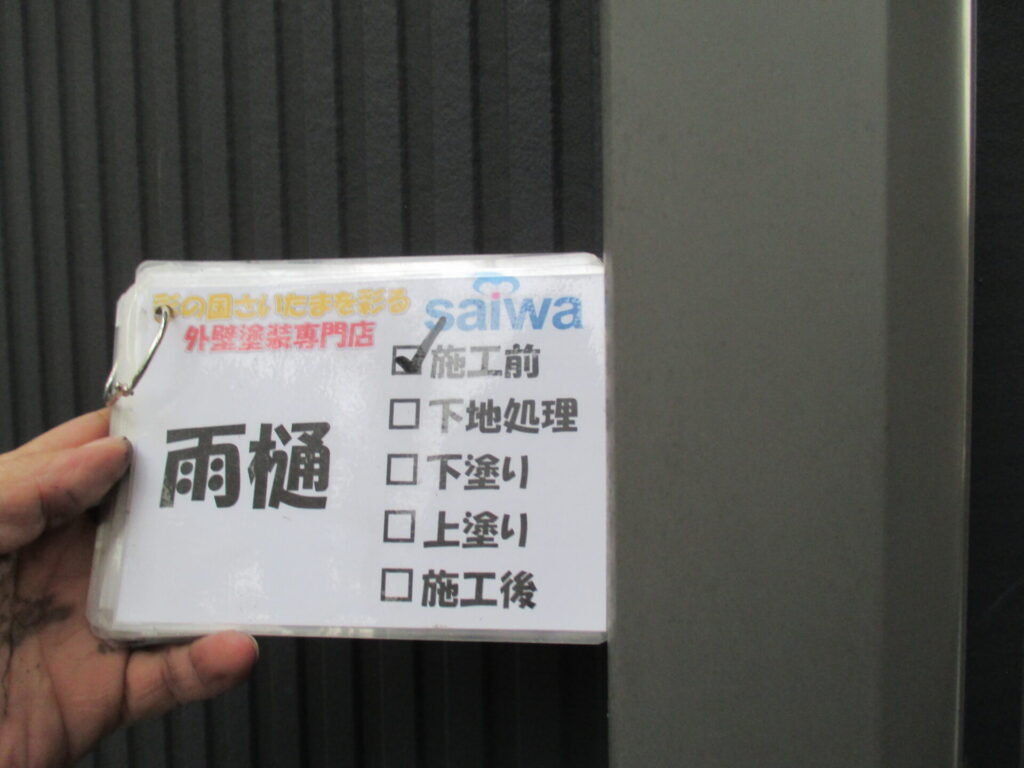 彩の国さいたまを彩る
外壁塗装専門店
saiwa
雨樋
☑施工前
☐下地処理
☐下塗り
☐上塗り
☐施工後